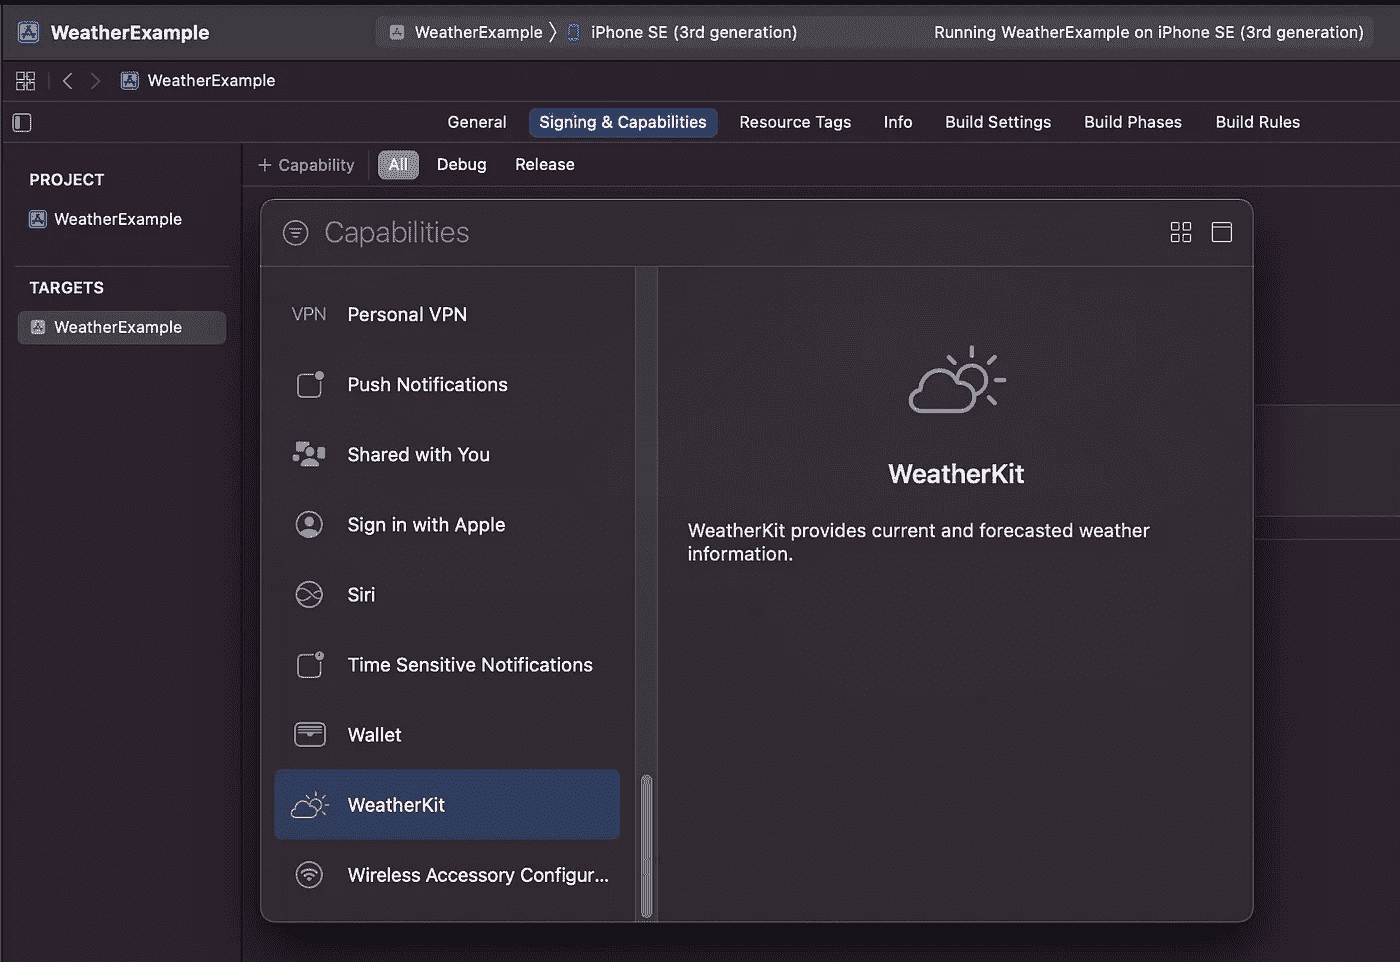 WeatherExample
WeatherExample 〉 iPhone SE (3rd generation)
Running WeatherExample on iPhone SE (3rd generation)
WeatherExample
General
Signing & Capabilities
Resource Tags
Info
Build Settings
Build Phases
Build Rules
+ Capability
All
Debug
Release
PROJECT
WeatherExample
TARGETS
WeatherExample
Capabilities
VPN Personal VPN
Push Notifications
Shared with You
Sign in with Apple
Siri
Time Sensitive Notifications
Wallet
WeatherKit
Wireless Accessory Configur...
WeatherKit
WeatherKit provides current and forecasted weather
information.